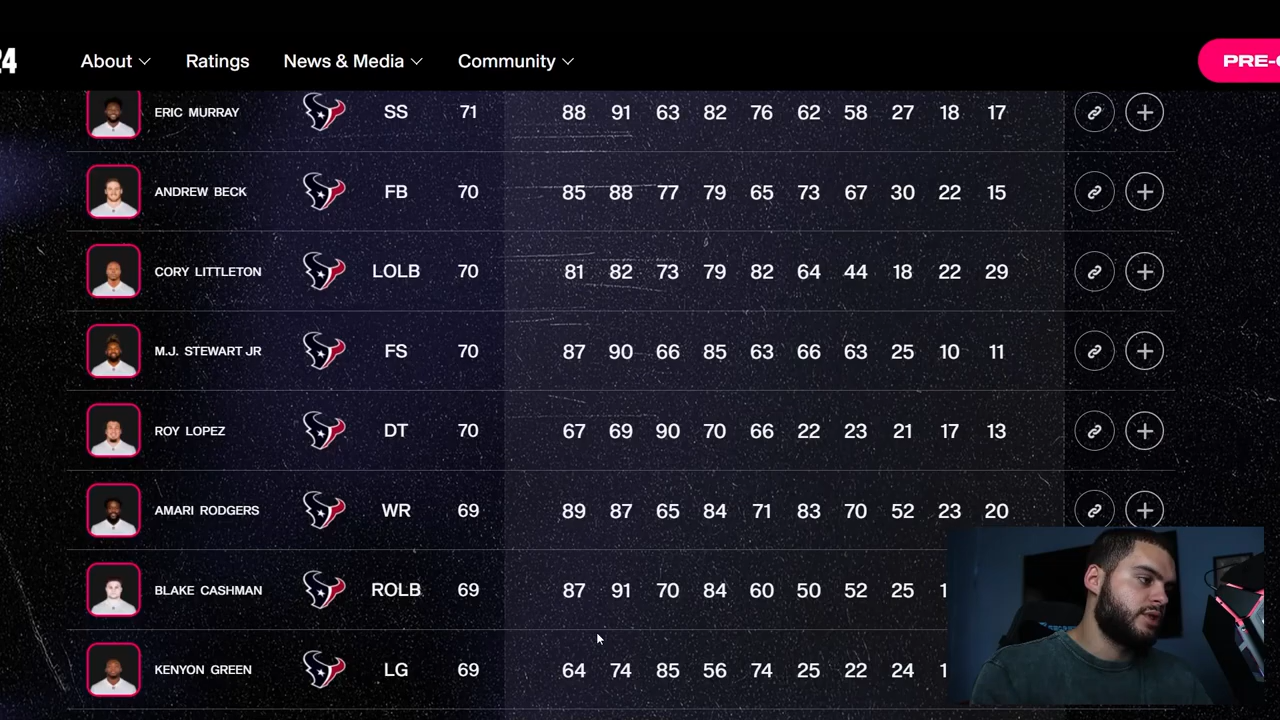 24 About Ratings News & Media Community PRE-
ERIC MURRAY SS 71 88 91 63 82 76 62 58 27 18 17
ANDREW BECK FB 70 85 88 77 79 65 73 67 30 22 15
CORY LITTLETON LOLB 70 81 82 73 79 82 64 44 18 22 29
M.J. STEWART JR FS 70 87 90 66 85 63 66 63 25 10 11
ROY LOPEZ DT 70 67 69 90 70 66 22 23 21 17 13
AMARI RODGERS WR 69 89 87 65 84 71 83 70 52 23 20
BLAKE CASHMAN ROLB 69 87 91 70 84 60 50 52 25 1
KENYON GREEN LG 69 64 74 85 56 74 25 22 24 1